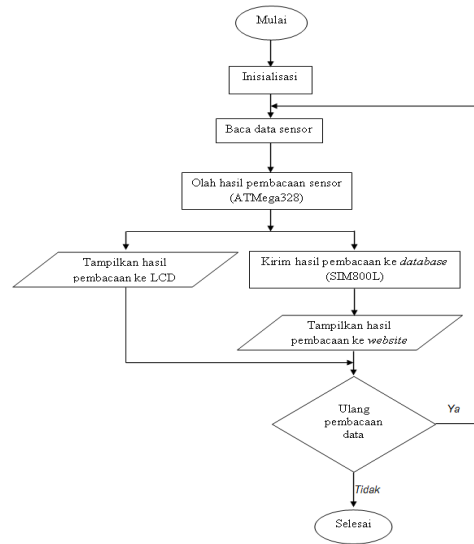 Mulai
Inisialisasi
Baca data sensor
Olah hasil pembacaan sensor
(ATMega328)
Tampilkan hasil
pembacaan ke LCD
Kirim hasil pembacaan ke database
(SIM800L)
Tampilkan hasil
pembacaan ke website
Ulang
pembacaan
data
Ya
Tidak
Selesai